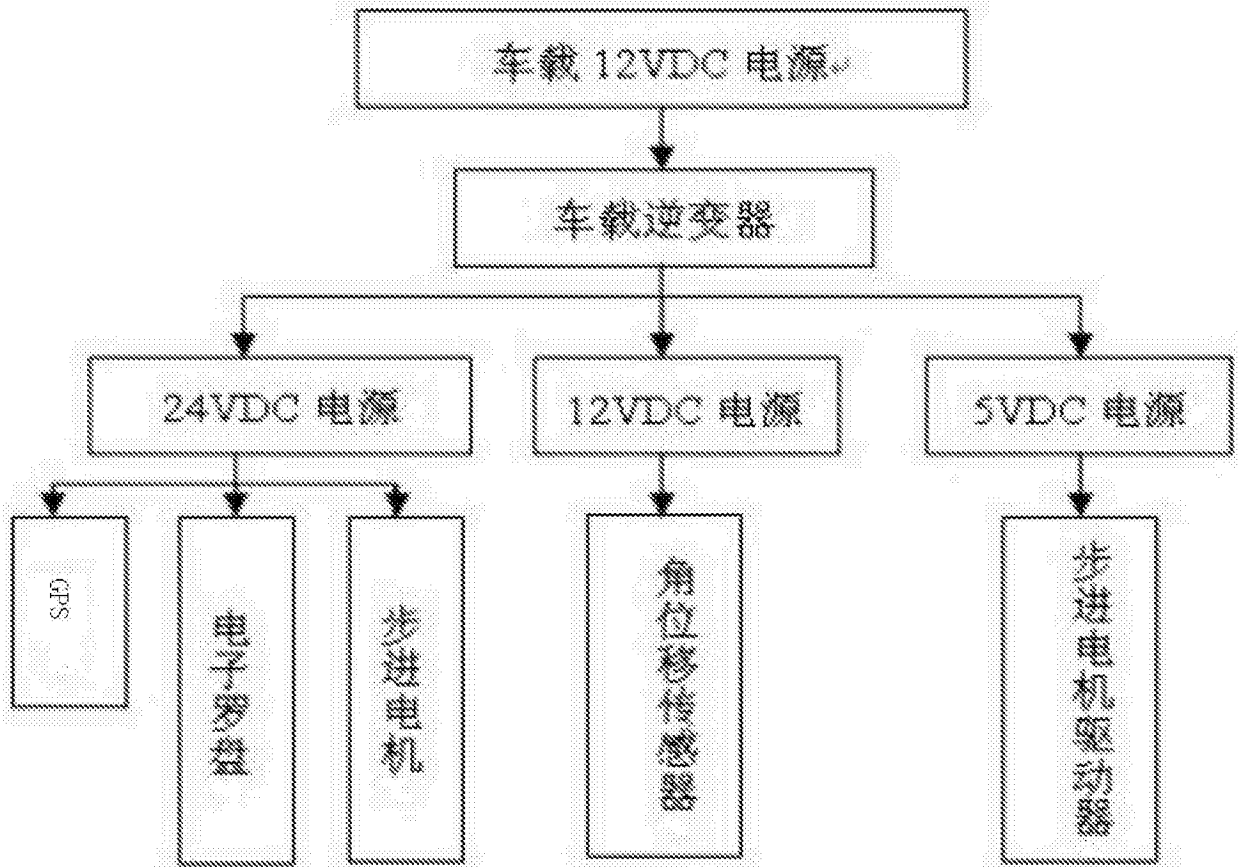 车载 12VDC 电源
车载逆变器
24VDC 电源
12VDC 电源
5VDC 电源
GPS
电子罗盘
步进电机
角位移传感器
步进电机驱动器